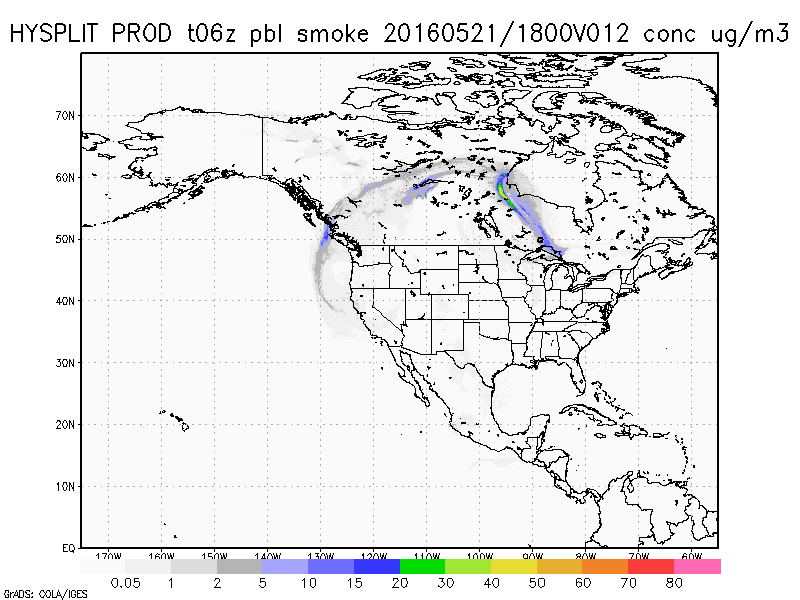 HYSPLIT PROD t06z pbl smoke 20160521/1800V012 conc ug/m3
70N
60N
50N
40N
30N
20N
10N
EQ
170W 160W 150W 140W 130W 120W 110W 100W 90W 80W 70W 60W
0.05 1 2 5 10 15 20 30 40 50 60 70 80
GrADS: COLA/IGES